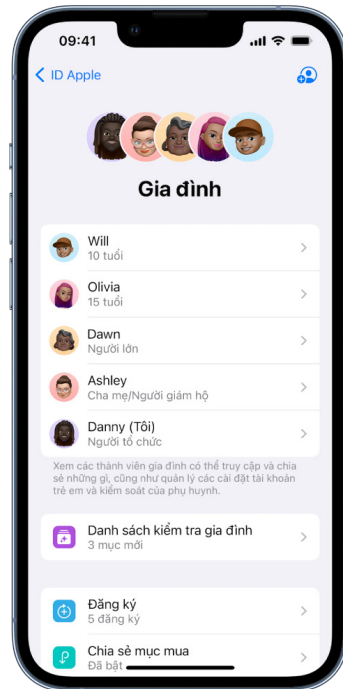 09:41
ID Apple
Gia đình
Will
10 tuổi
Olivia
15 tuổi
Dawn
Người lớn
Ashley
Cha mẹ/Người giám hộ
Danny (Tôi)
Người tổ chức
Xem các thành viên gia đình có thể truy cập và chia
sẻ những gì, cũng như quản lý các cài đặt tài khoản
trẻ em và kiểm soát của phụ huynh.
Danh sách kiểm tra gia đình
3 mục mới
Đăng ký
5 đăng ký
Chia sẻ mục mua
Đã bật